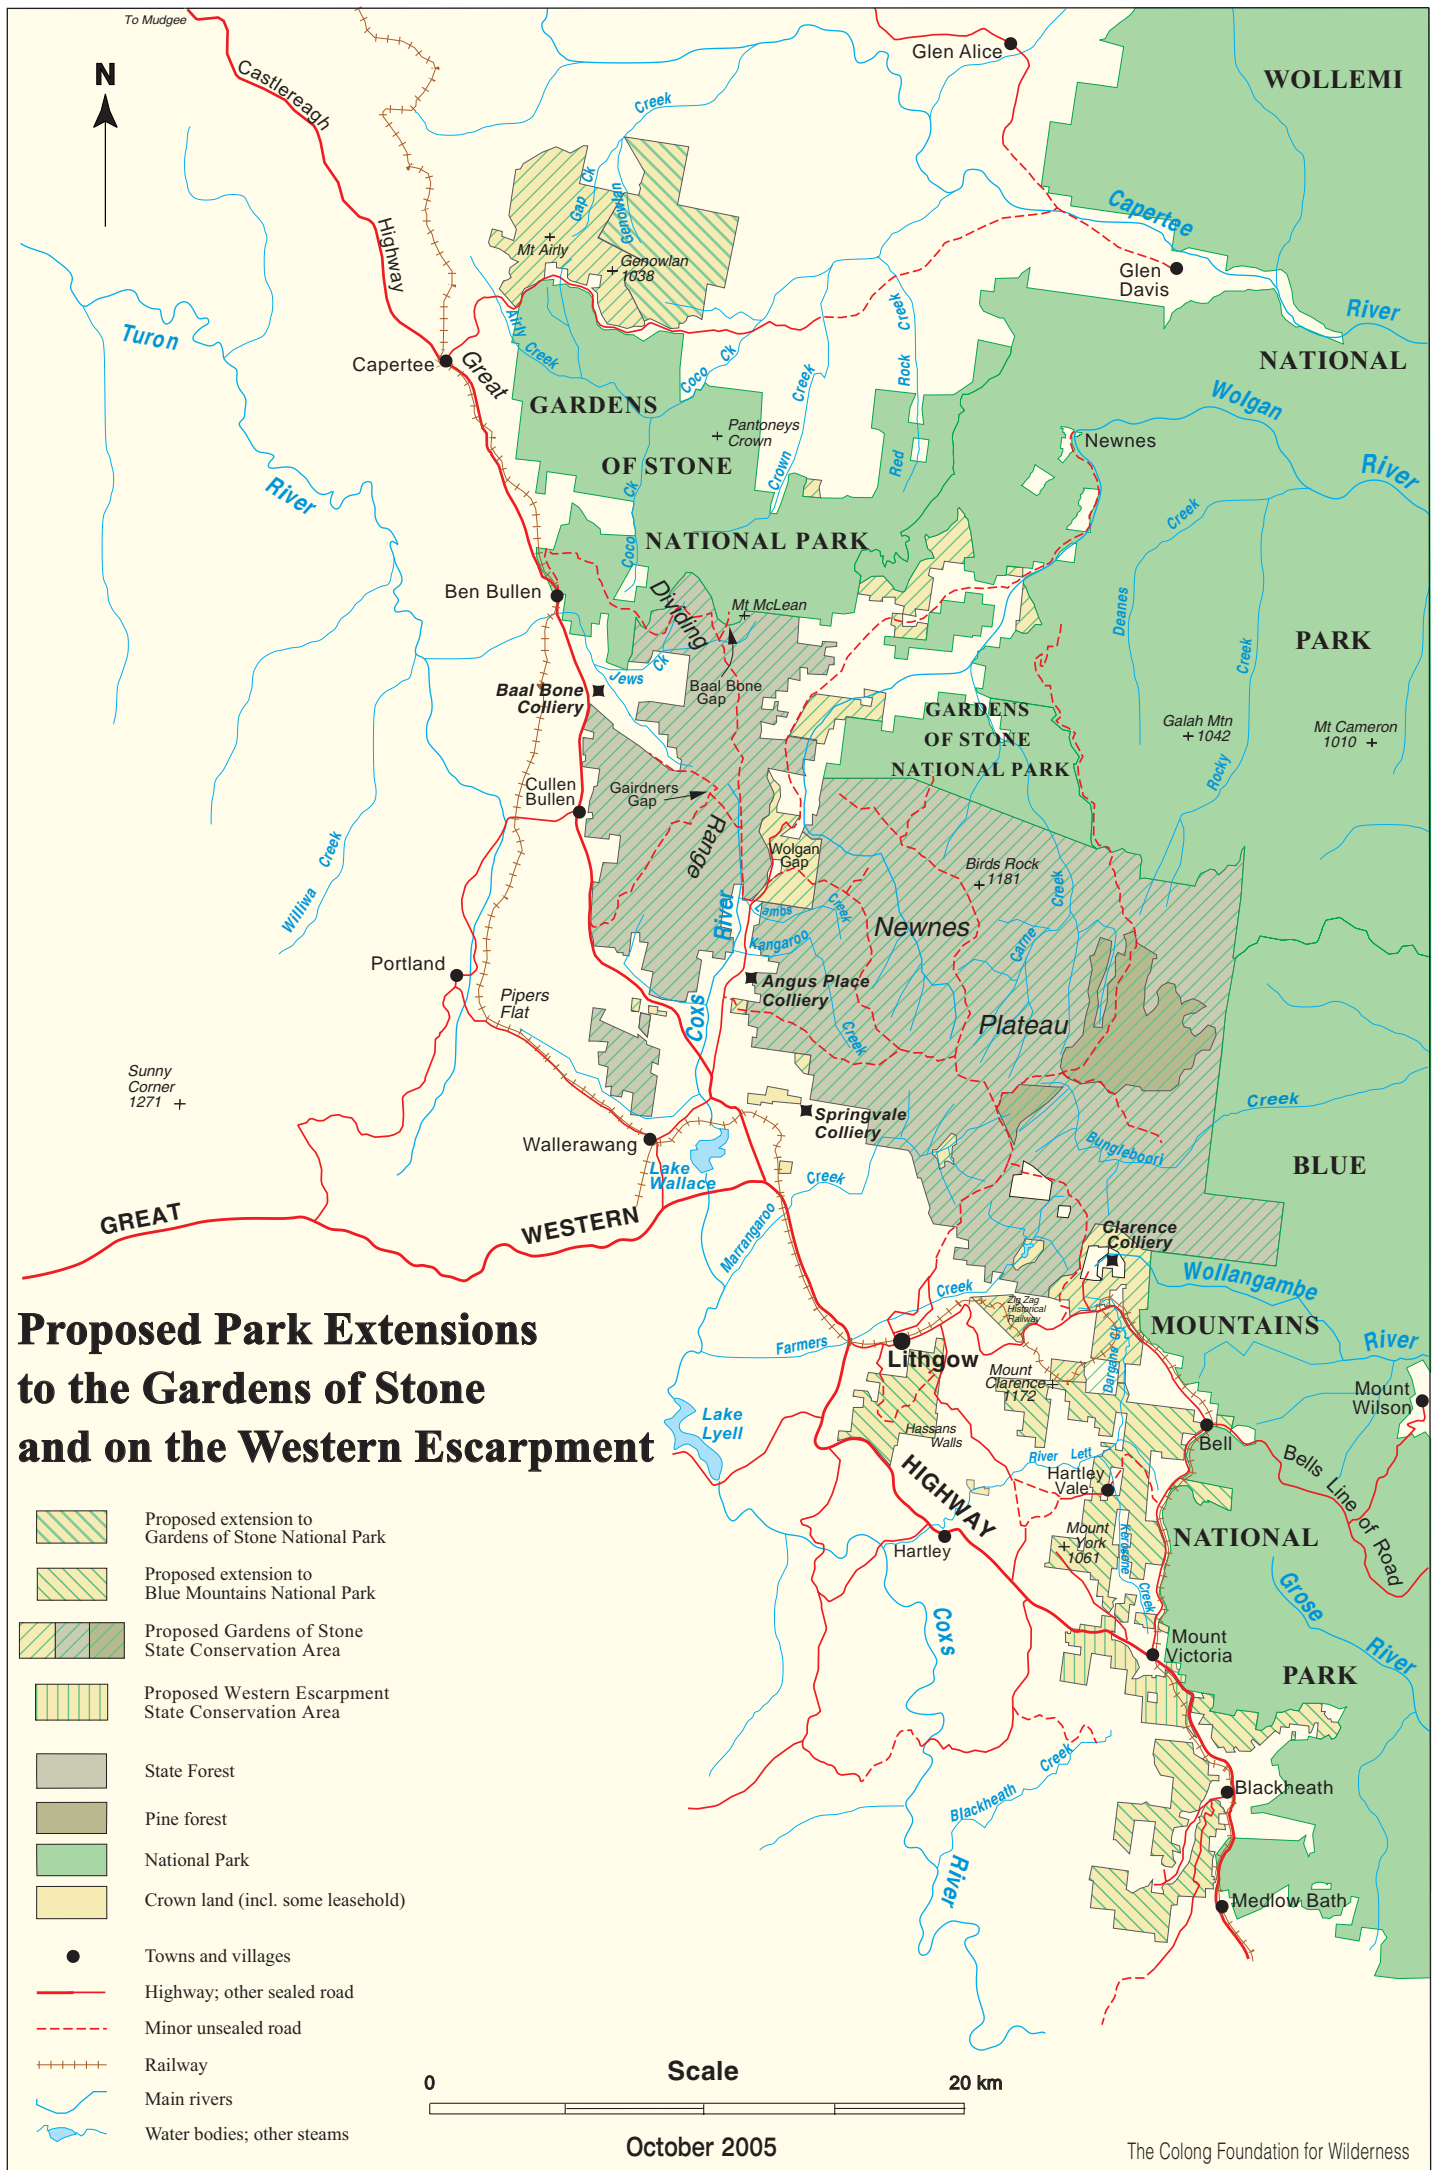 To Mudgee
N
Castlereagh
Highway
Glen Alice
WOLLEMI
Creek
Gap Ck
Genowlan
Mt Airly
Genowlan
1038
Capertee
Glen
Davis
River
Turon
River
Airly
Creek
Capertee
Great
Coco Ck
Creek
Crown
Creek
Rock
Red
NATIONAL
GARDENS
Pantoneys
Crown
OF STONE
Wolgan
River
Newnes
Ck
Coco
NATIONAL PARK
Creek
Deanes
Ben Bullen
Dividing
Mt McLean
Creek
PARK
Jews Ck
Baal Bone
Gap
Baal Bone
Colliery
GARDENS
OF STONE
NATIONAL PARK
Galah Mtn
1042
Mt Cameron
1010
Rocky
Cullen
Bullen
Gairdners
Gap
Range
Wolgan
Gap
Birds Rock
1181
Creek
Williwa
Creek
River
Lambs
Creek
Kangaroo
Newnes
Carne
Creek
Portland
Pipers
Flat
Angus Place
Colliery
Coxs
Creek
Plateau
Sunny
Corner
1271
Springvale
Colliery
Creek
Bungleboori
Wallerawang
Lake
Wallace
Creek
Marrangaroo
BLUE
GREAT
WESTERN
Clarence
Colliery
Wollangambe
River
Creek
Zig Zag
Historical
Railway
MOUNTAINS
Farmers
Lithgow
Dargans Ck
Mount
Clarence
1172
Mount
Wilson
Proposed Park Extensions
to the Gardens of Stone
and on the Western Escarpment
Lake
Lyell
Hassans
Walls
River Lett
Bell
Bells Line of Road
HIGHWAY
Hartley
Vale
Hartley
Mount
York
1061
Kerosene
Creek
NATIONAL
Grose
River
Coxs
Mount
Victoria
PARK
Blackheath
Creek
Blackheath
River
Medlow Bath
Proposed extension to
Gardens of Stone National Park
Proposed extension to
Blue Mountains National Park
Proposed Gardens of Stone
State Conservation Area
Proposed Western Escarpment
State Conservation Area
State Forest
Pine forest
National Park
Crown land (incl. some leasehold)
Towns and villages
Highway; other sealed road
Minor unsealed road
Railway
Main rivers
Water bodies; other steams
Scale
0
20 km
October 2005
The Colong Foundation for Wilderness